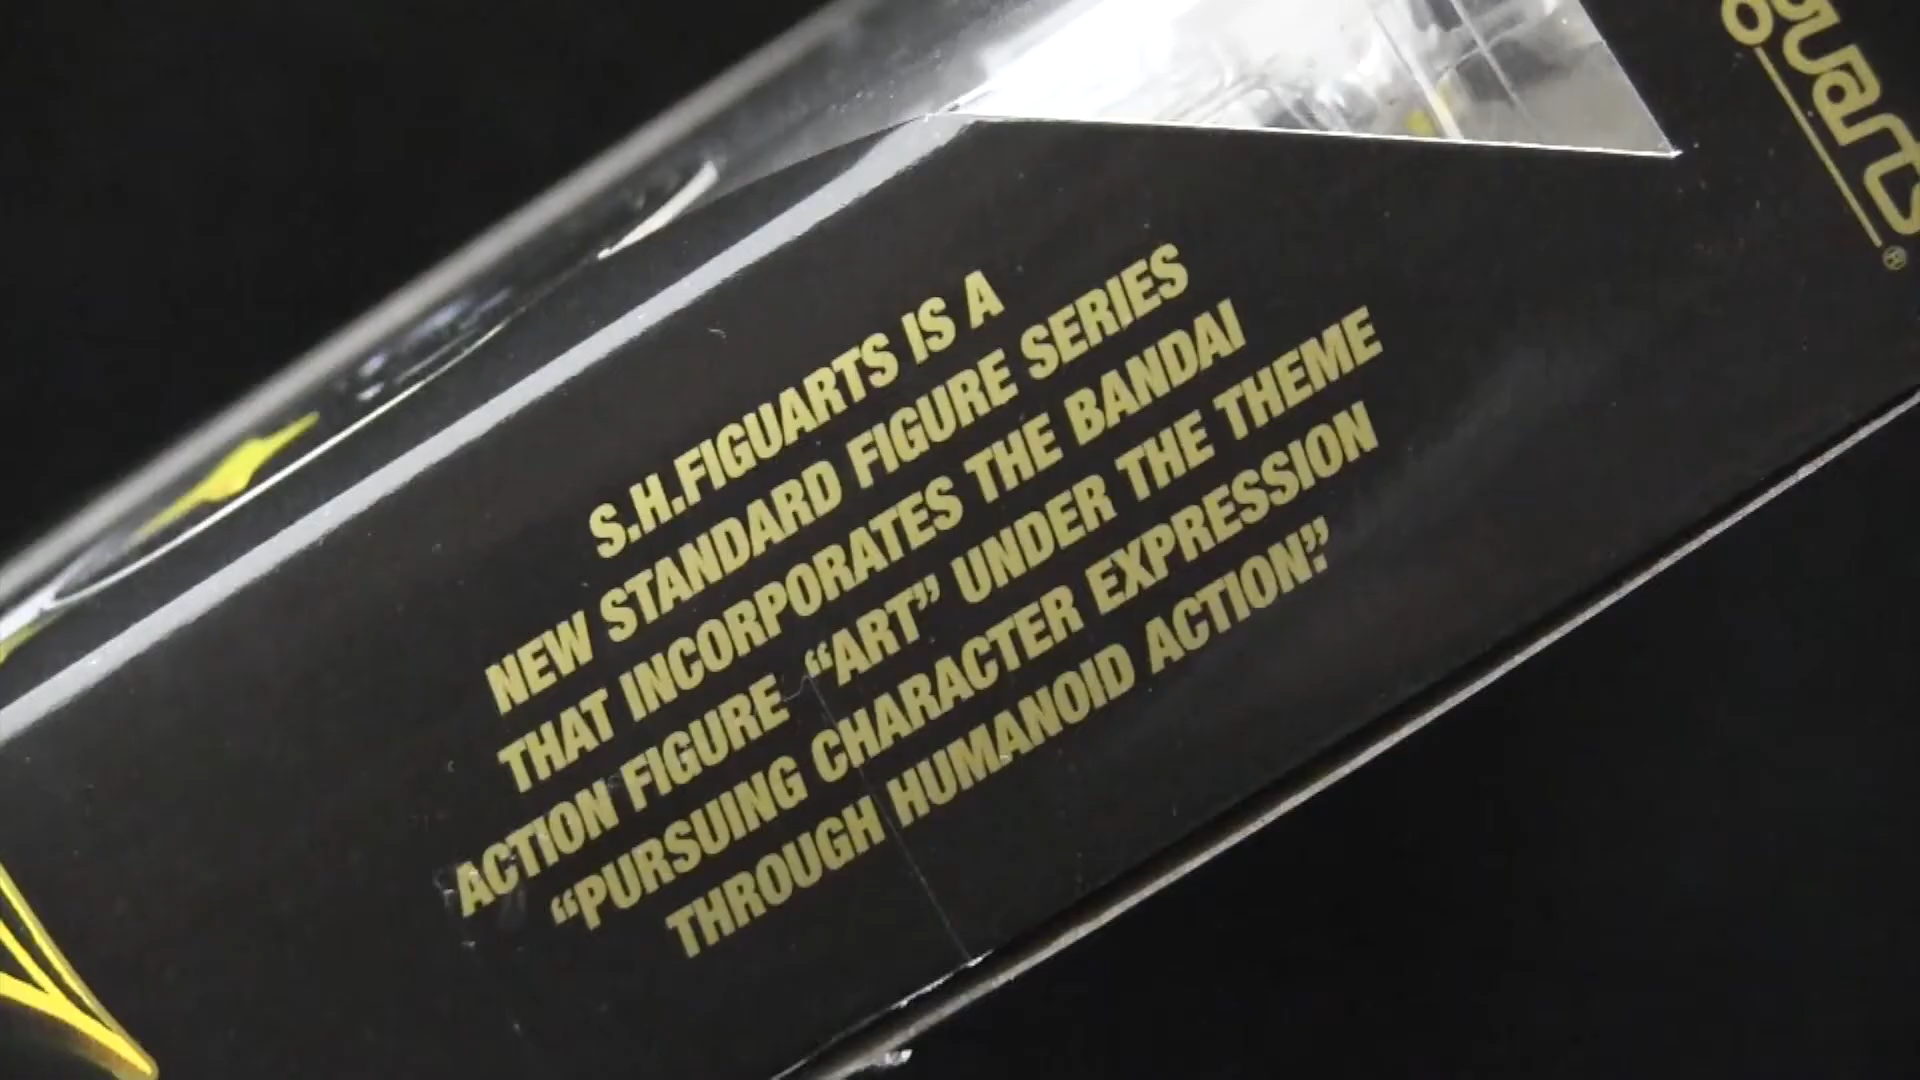 S.H.FIGUARTS IS A
NEW STANDARD FIGURE SERIES
THAT INCORPORATES THE BANDAI
ACTION FIGURE “ART” UNDER THE THEME
“PURSUING CHARACTER EXPRESSION
THROUGH HUMANOID ACTION.”
guarts®